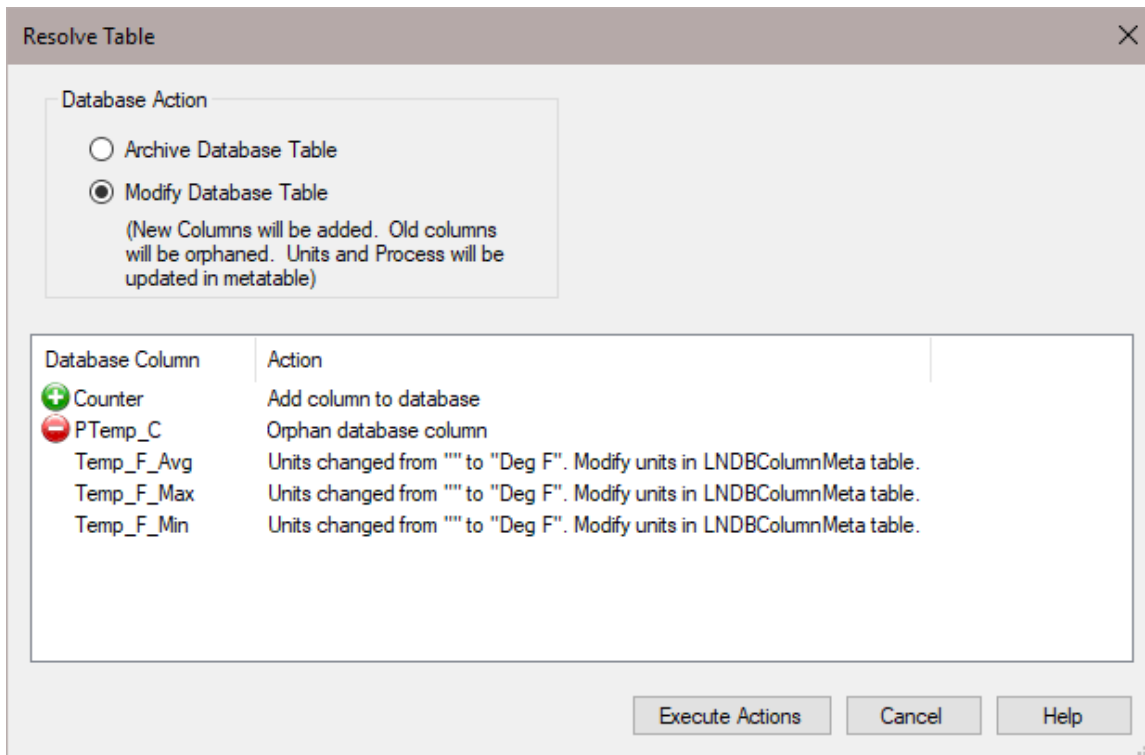 Resolve Table
Database Action
Archive Database Table
Modify Database Table
(New Columns will be added.  Old columns
will be orphaned.  Units and Process will be
updated in metatable)
Database Column Action
Counter Add column to database
PTemp_C Orphan database column
Temp_F_Avg Units changed from "" to "Deg F". Modify units in LNDBColumnMeta table.
Temp_F_Max Units changed from "" to "Deg F". Modify units in LNDBColumnMeta table.
Temp_F_Min Units changed from "" to "Deg F". Modify units in LNDBColumnMeta table.
Execute Actions Cancel Help